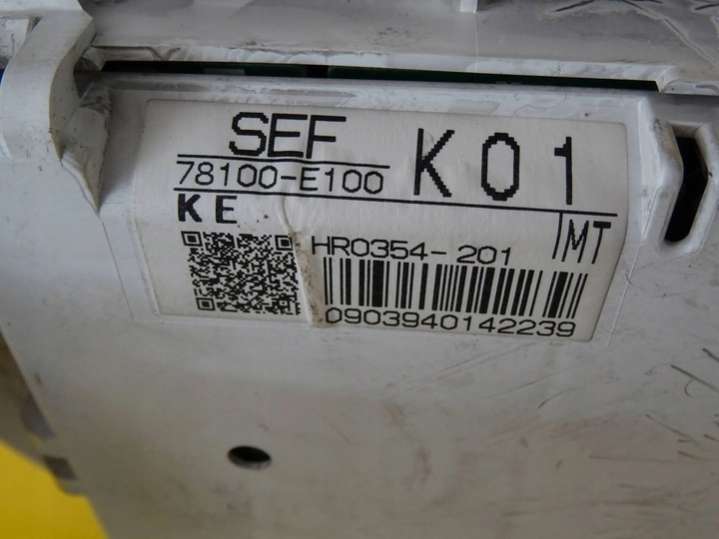 SEF
78100-E100 K01
KE MT
HR0354-201
0903940142239